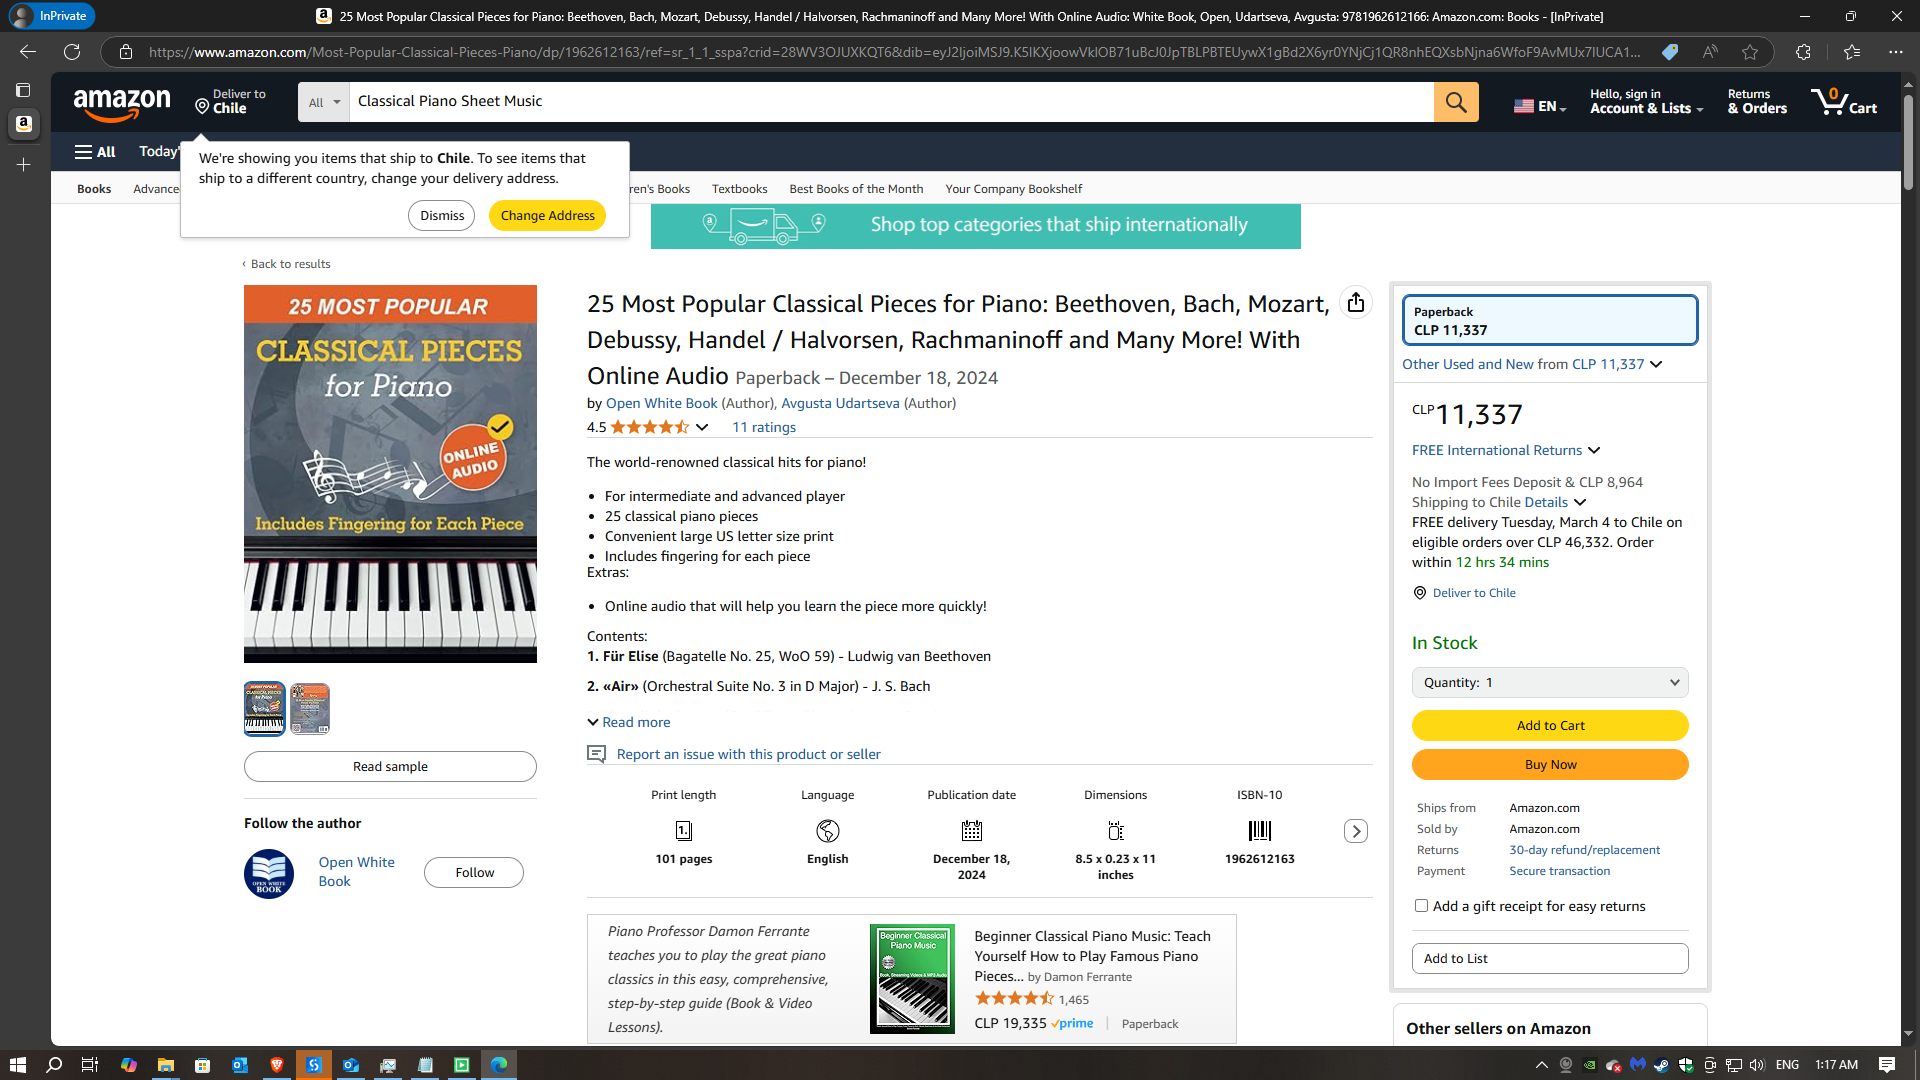 InPrivate
25 Most Popular Classical Pieces for Piano: Beethoven, Bach, Mozart, Debussy, Handel / Halvorsen, Rachmaninoff and Many More! With Online Audio: White Book, Open, Udartseva, Avgusta: 9781962612166: Amazon.com: Books - [InPrivate]
https://www.amazon.com/Most-Popular-Classical-Pieces-Piano/dp/1962612163/ref=sr_1_1_sspa?crid=28WV3OJUXKQT6&dib=
amazon
Deliver to
Chile
All
Classical Piano Sheet Music
EN
Hello, sign in
Account & Lists
Returns
& Orders
0
Cart
All
Today'
We're showing you items that ship to Chile. To see items that
ship to a different country, change your delivery address.
Dismiss
Change Address
Books
Advance
ren's Books
Textbooks
Best Books of the Month
Your Company Bookshelf
Shop top categories that ship internationally
‹ Back to results
25 MOST POPULAR
CLASSICAL PIECES
for Piano
ONLINE
AUDIO
Includes Fingering for Each Piece
Read sample
Follow the author
OPEN WHITE
BOOK
Open White
Book
Follow
25 Most Popular Classical Pieces for Piano: Beethoven, Bach, Mozart,
Debussy, Handel / Halvorsen, Rachmaninoff and Many More! With
Online Audio Paperback – December 18, 2024
by Open White Book (Author), Avgusta Udartseva (Author)
4.5
11 ratings
The world-renowned classical hits for piano!
• For intermediate and advanced player
• 25 classical piano pieces
• Convenient large US letter size print
• Includes fingering for each piece
Extras:
• Online audio that will help you learn the piece more quickly!
Contents:
1. Für Elise (Bagatelle No. 25, WoO 59) - Ludwig van Beethoven
2. «Air» (Orchestral Suite No. 3 in D Major) - J. S. Bach
Read more
Report an issue with this product or seller
Print length
1.
101 pages
Language
English
Publication date
December 18,
2024
Dimensions
8.5 x 0.23 x 11
inches
ISBN-10
1962612163
Piano Professor Damon Ferrante
teaches you to play the great piano
classics in this easy, comprehensive,
step-by-step guide (Book & Video
Lessons).
Beginner Classical
Piano Music
Book, Streaming Videos & MP3 Audio
Beginner Classical Piano Music: Teach
Yourself How to Play Famous Piano
Pieces... by Damon Ferrante
1,465
CLP 19,335 prime
Paperback
Paperback
CLP 11,337
Other Used and New from CLP 11,337
CLP11,337
FREE International Returns
No Import Fees Deposit & CLP 8,964
Shipping to Chile Details
FREE delivery Tuesday, March 4 to Chile on
eligible orders over CLP 46,332. Order
within 12 hrs 34 mins
Deliver to Chile
In Stock
Quantity: 1
Add to Cart
Buy Now
Ships from Amazon.com
Sold by Amazon.com
Returns 30-day refund/replacement
Payment Secure transaction
Add a gift receipt for easy returns
Add to List
Other sellers on Amazon
ENG
1:17 AM